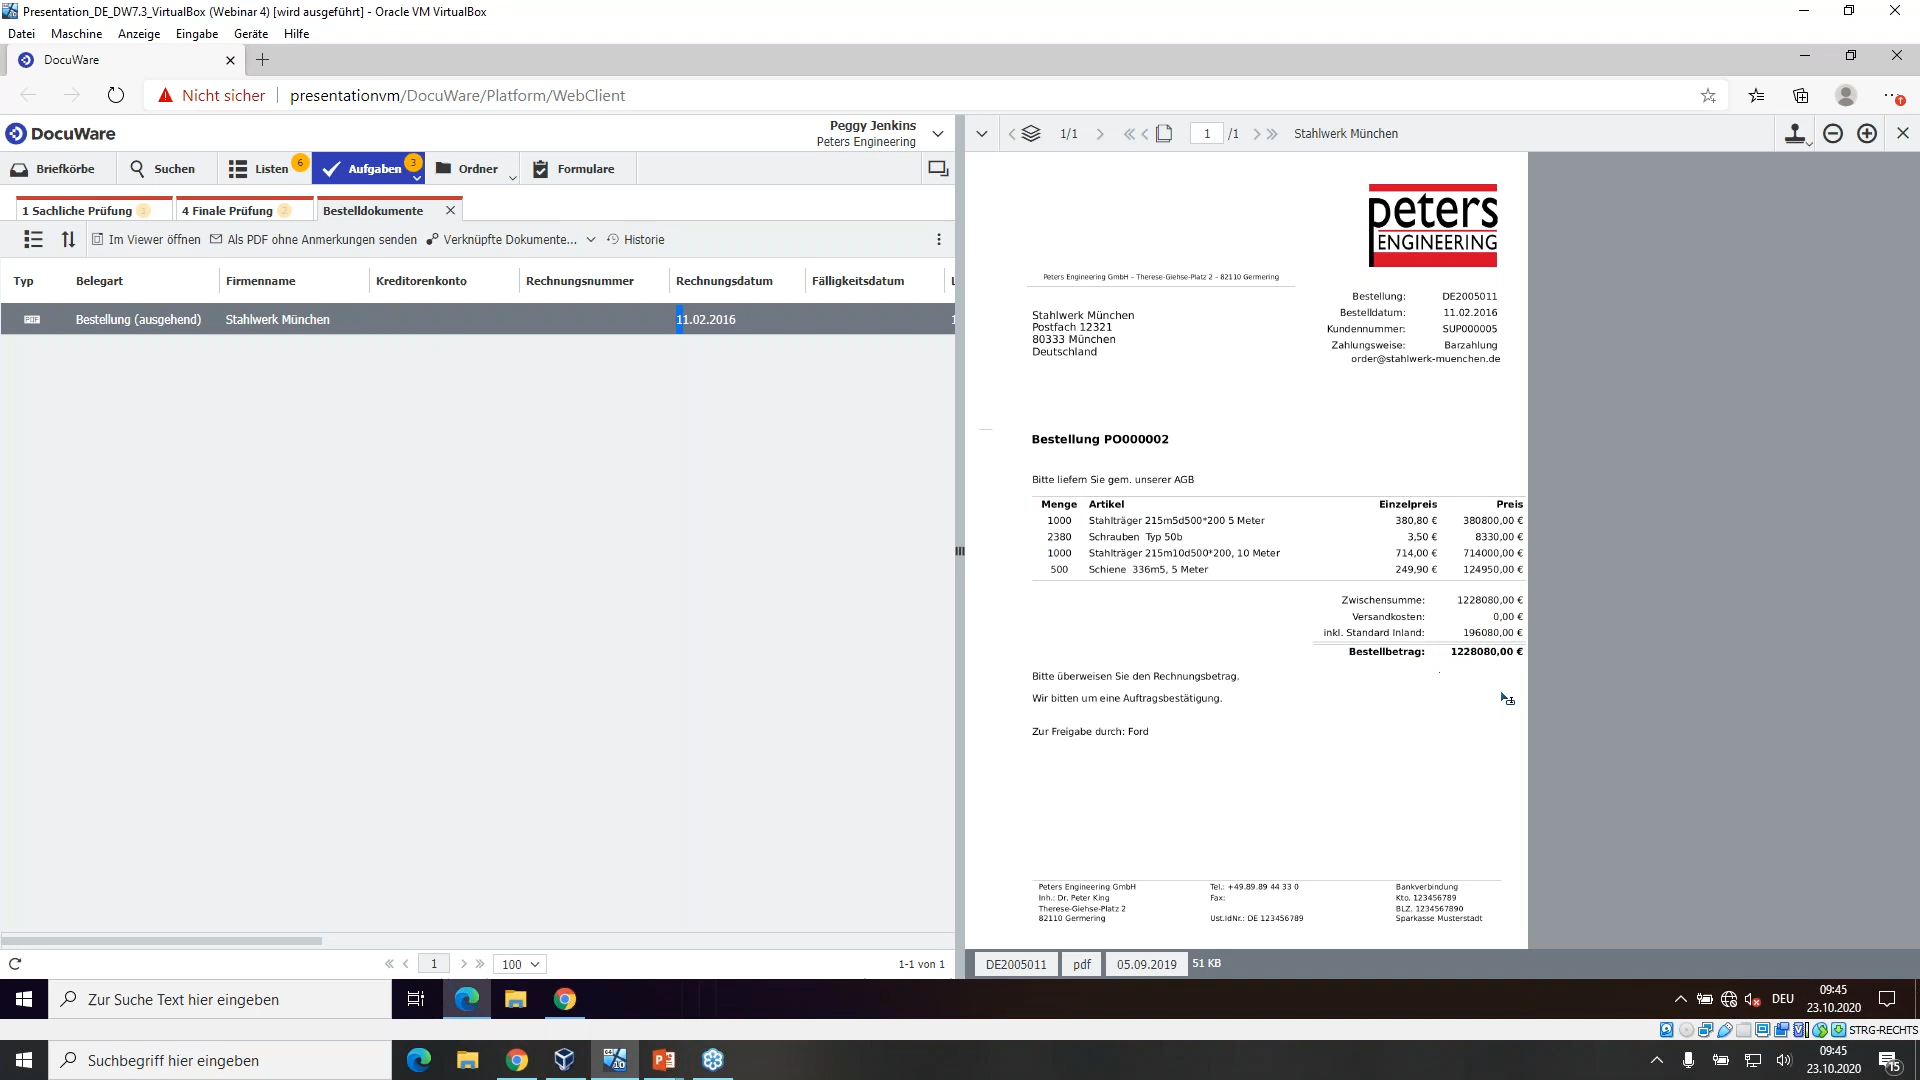 Presentation_DE_DW7.3_VirtualBox (Webinar 4) [wird ausgeführt] - Oracle VM VirtualBox
Datei Maschine Anzeige Eingabe Geräte Hilfe
DocuWare
Nicht sicher presentationvm/DocuWare/Platform/WebClient
DocuWare
Peggy Jenkins
Peters Engineering
Briefkörbe Suchen Listen 6 Aufgaben 3 Ordner Formulare
1 Sachliche Prüfung 1 4 Finale Prüfung 2 Bestelldokumente
Im Viewer öffnen Als PDF ohne Anmerkungen senden Verknüpfte Dokumente... Historie
Typ Belegart Firmenname Kreditorenkonto Rechnungsnummer Rechnungsdatum Fälligkeitsdatum
PDF Bestellung (ausgehend) Stahlwerk München 11.02.2016 1
« < 1 > » 100 1-1 von 1
1/1 1 /1 Stahlwerk München
peters
ENGINEERING
Peters Engineering GmbH – Therese-Giehse-Platz 2 – 82110 Germering
Bestellung: DE2005011
Bestelldatum: 11.02.2016
Kundennummer: SUP000005
Zahlungsweise: Barzahlung
order@stahlwerk-muenchen.de
Stahlwerk München
Postfach 12321
80333 München
Deutschland
Bestellung PO000002
Bitte liefern Sie gem. unserer AGB
Menge Artikel Einzelpreis Preis
1000 Stahlträger 215m5d500*200 5 Meter 380,80 € 380800,00 €
2380 Schrauben Typ 50b 3,50 € 8330,00 €
1000 Stahlträger 215m10d500*200, 10 Meter 714,00 € 714000,00 €
500 Schiene 336m5, 5 Meter 249,90 € 124950,00 €
Zwischensumme: 1228080,00 €
Versandkosten: 0,00 €
inkl. Standard Inland: 196080,00 €
Bestellbetrag: 1228080,00 €
Bitte überweisen Sie den Rechnungsbetrag.
Wir bitten um eine Auftragsbestätigung.
Zur Freigabe durch: Ford
Peters Engineering GmbH Tel.: +49.89.89 44 33 0 Bankverbindung
Inh.: Dr. Peter King Fax: Kto. 123456789
Therese-Giehse-Platz 2 BLZ. 1234567890
82110 Germering Ust.IdNr.: DE 123456789 Sparkasse Musterstadt
DE2005011 pdf 05.09.2019 51 KB
Zur Suche Text hier eingeben DEU 09:45
23.10.2020
STRG-RECHTS
Suchbegriff hier eingeben 09:45
23.10.2020 15